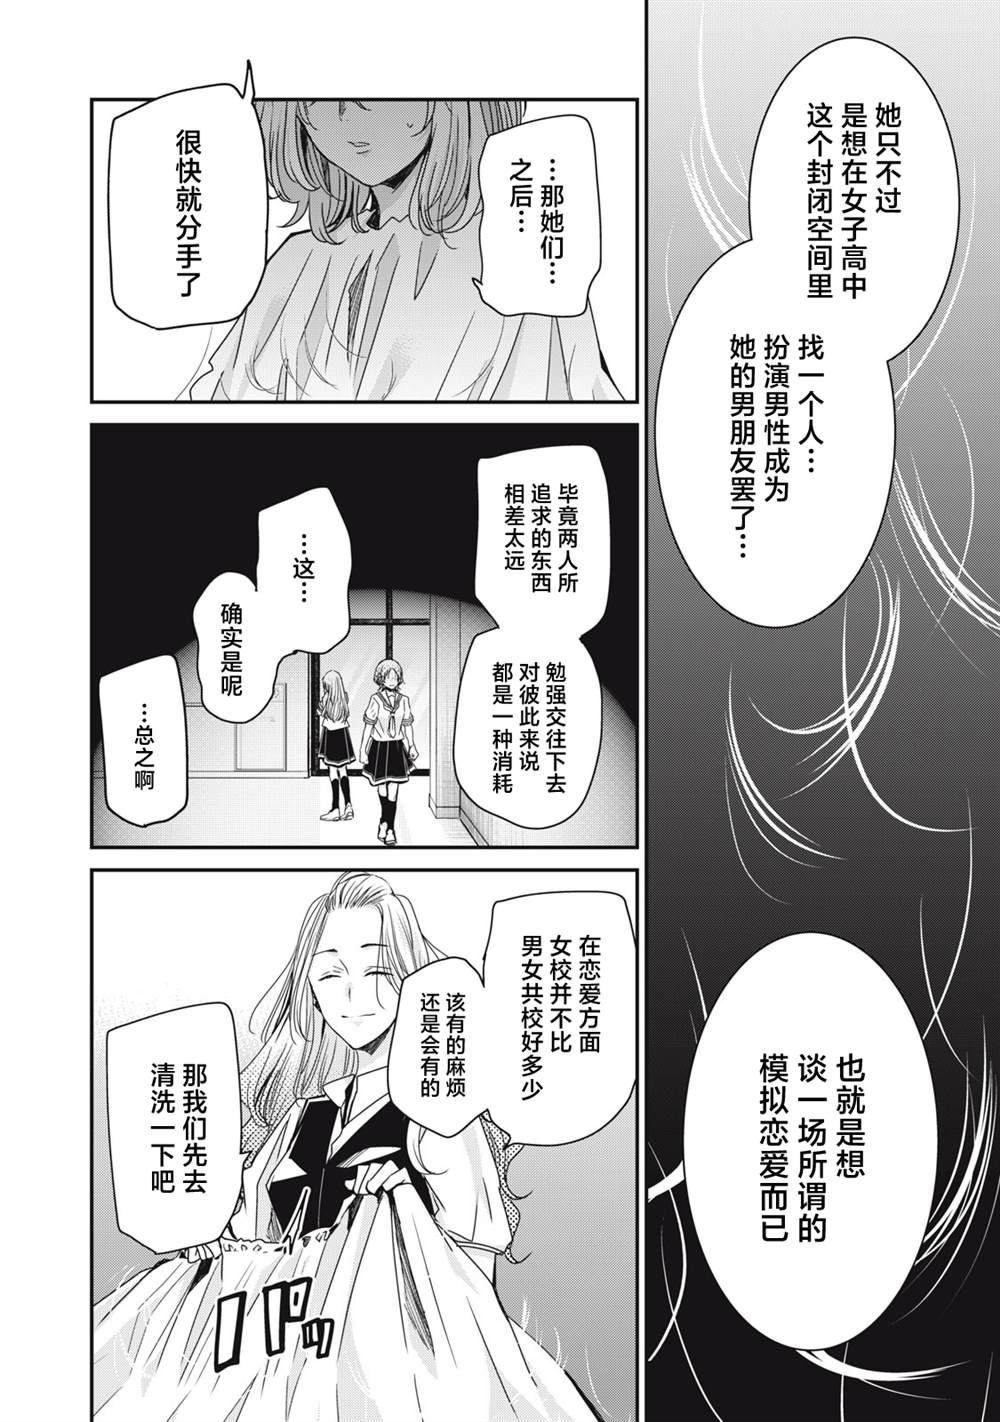 她只不过
是想在女子高中
这个封闭空间里
找一个人…
扮演男性成为
她的男朋友罢了…
也就是想
谈一场所谓的
模拟恋爱而已
…那她们…
之后…
很快就分手了
毕竟两人所
追求的东西
相差太远
勉强交往下去
对彼此来说
都是一种消耗
…这…
确实是呢
…总之啊
在恋爱方面
女校并不比
男女共校好多少
该有的麻烦
还是会有的
那我们先去
清洗一下吧
パッ